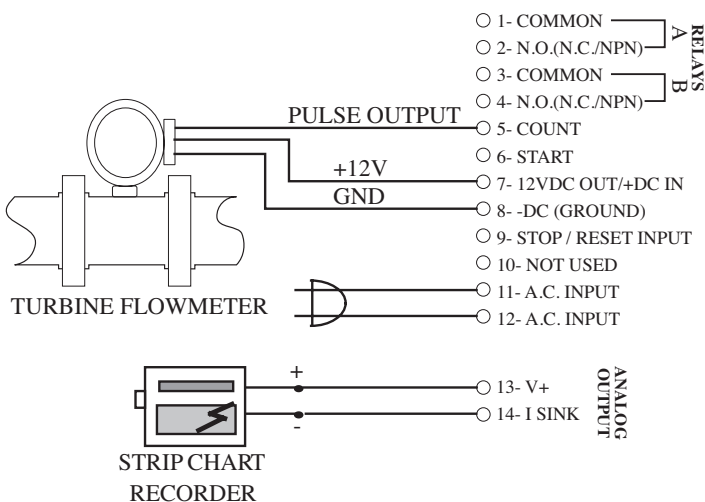 1- COMMON
2- N.O.(N.C./NPN)
A
3- COMMON
4- N.O.(N.C./NPN)
B
RELAYS
PULSE OUTPUT
5- COUNT
6- START
+12V
7- 12VDC OUT/+DC IN
GND
8- -DC (GROUND)
9- STOP / RESET INPUT
10- NOT USED
TURBINE FLOWMETER
11- A.C. INPUT
12- A.C. INPUT
+
13- V+
-
14- I SINK
ANALOG
OUTPUT
STRIP CHART
RECORDER